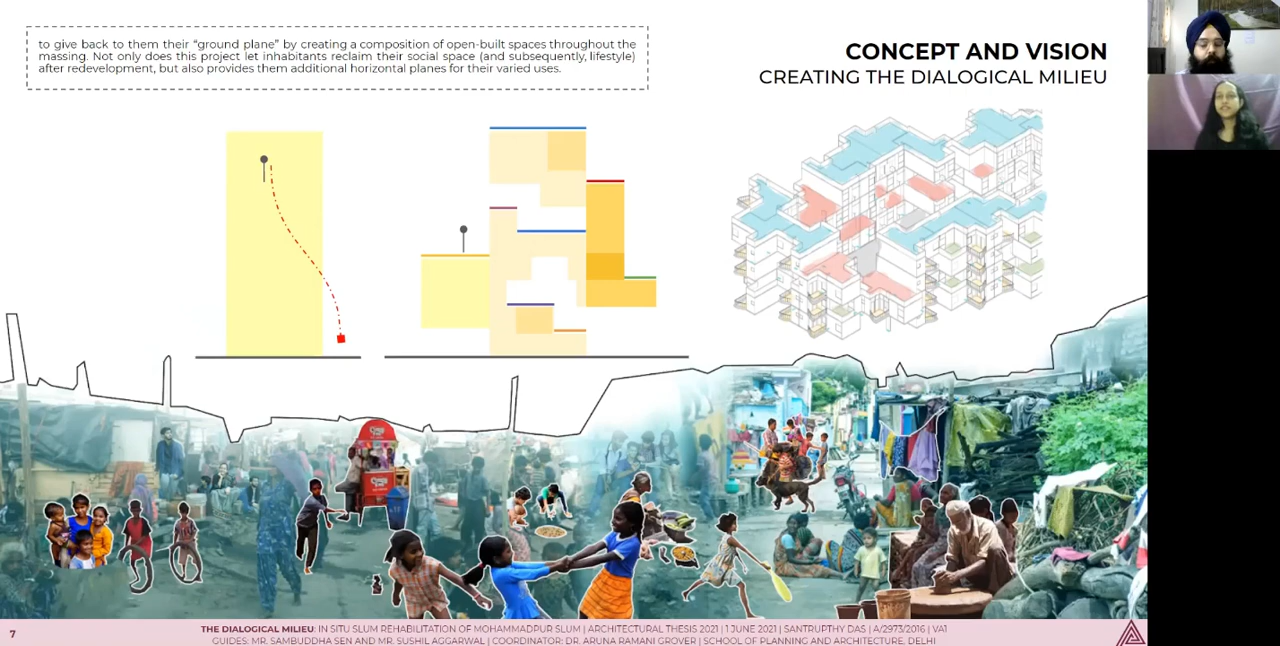 to give back to them their “ground plane” by creating a composition of open-built spaces throughout the
massing. Not only does this project let inhabitants reclaim their social space (and subsequently, lifestyle)
after redevelopment, but also provides them additional horizontal planes for their varied uses.
CONCEPT AND VISION
CREATING THE DIALOGICAL MILIEU
7
THE DIALOGICAL MILIEU: IN SITU SLUM REHABILITATION OF MOHAMMADPUR SLUM | ARCHITECTURAL THESIS 2021 | 1 JUNE 2021 | SANTRUPTHY DAS | A/2973/2016 | VA1
GUIDES: MR. SAMBUDDHA SEN AND MR. SUSHIL AGGARWAL | COORDINATOR: DR. ARUNA RAMANI GROVER | SCHOOL OF PLANNING AND ARCHITECTURE, DELHI